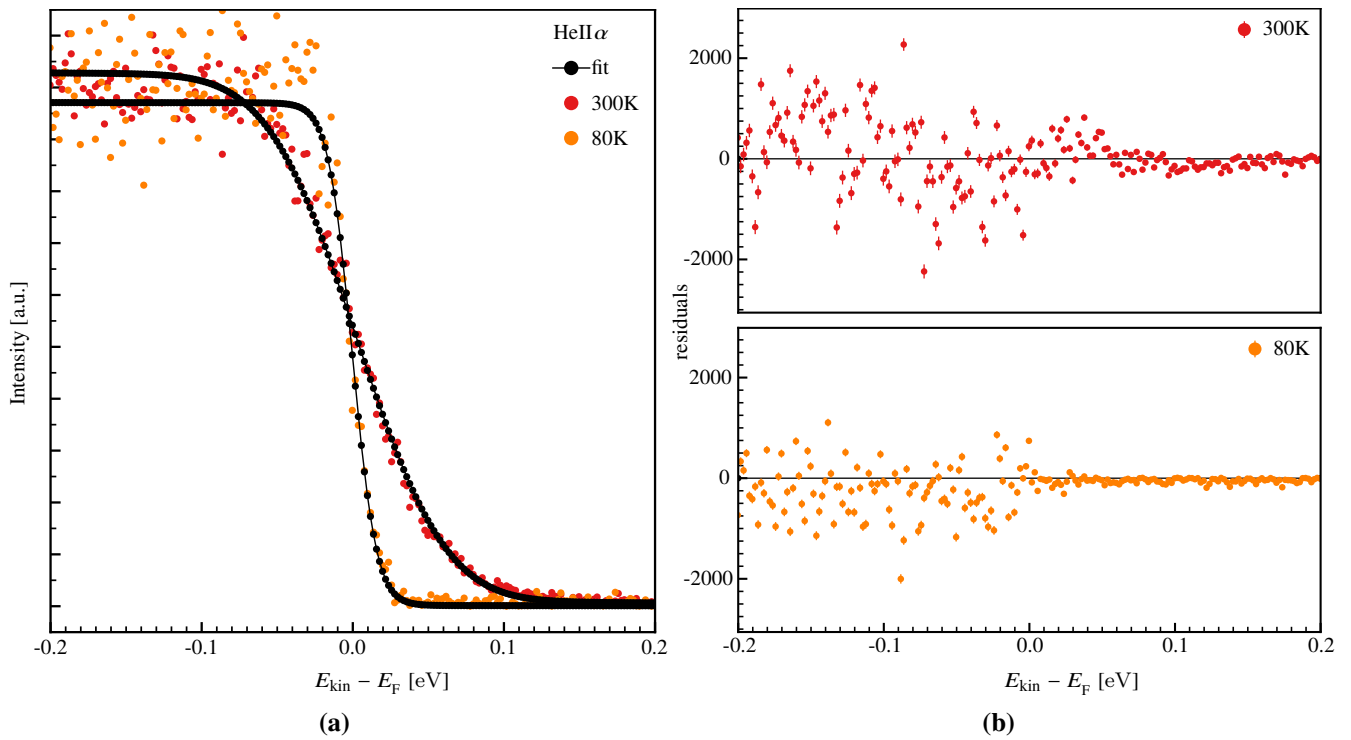 HeIIα
fit
300K
80K
Intensity [a.u.]
-0.2
-0.1
0.0
0.1
0.2
E_kin − E_F [eV]
(a)
300K
2000
0
-2000
residuals
80K
2000
0
-2000
-0.2
-0.1
0.0
0.1
0.2
E_kin − E_F [eV]
(b)